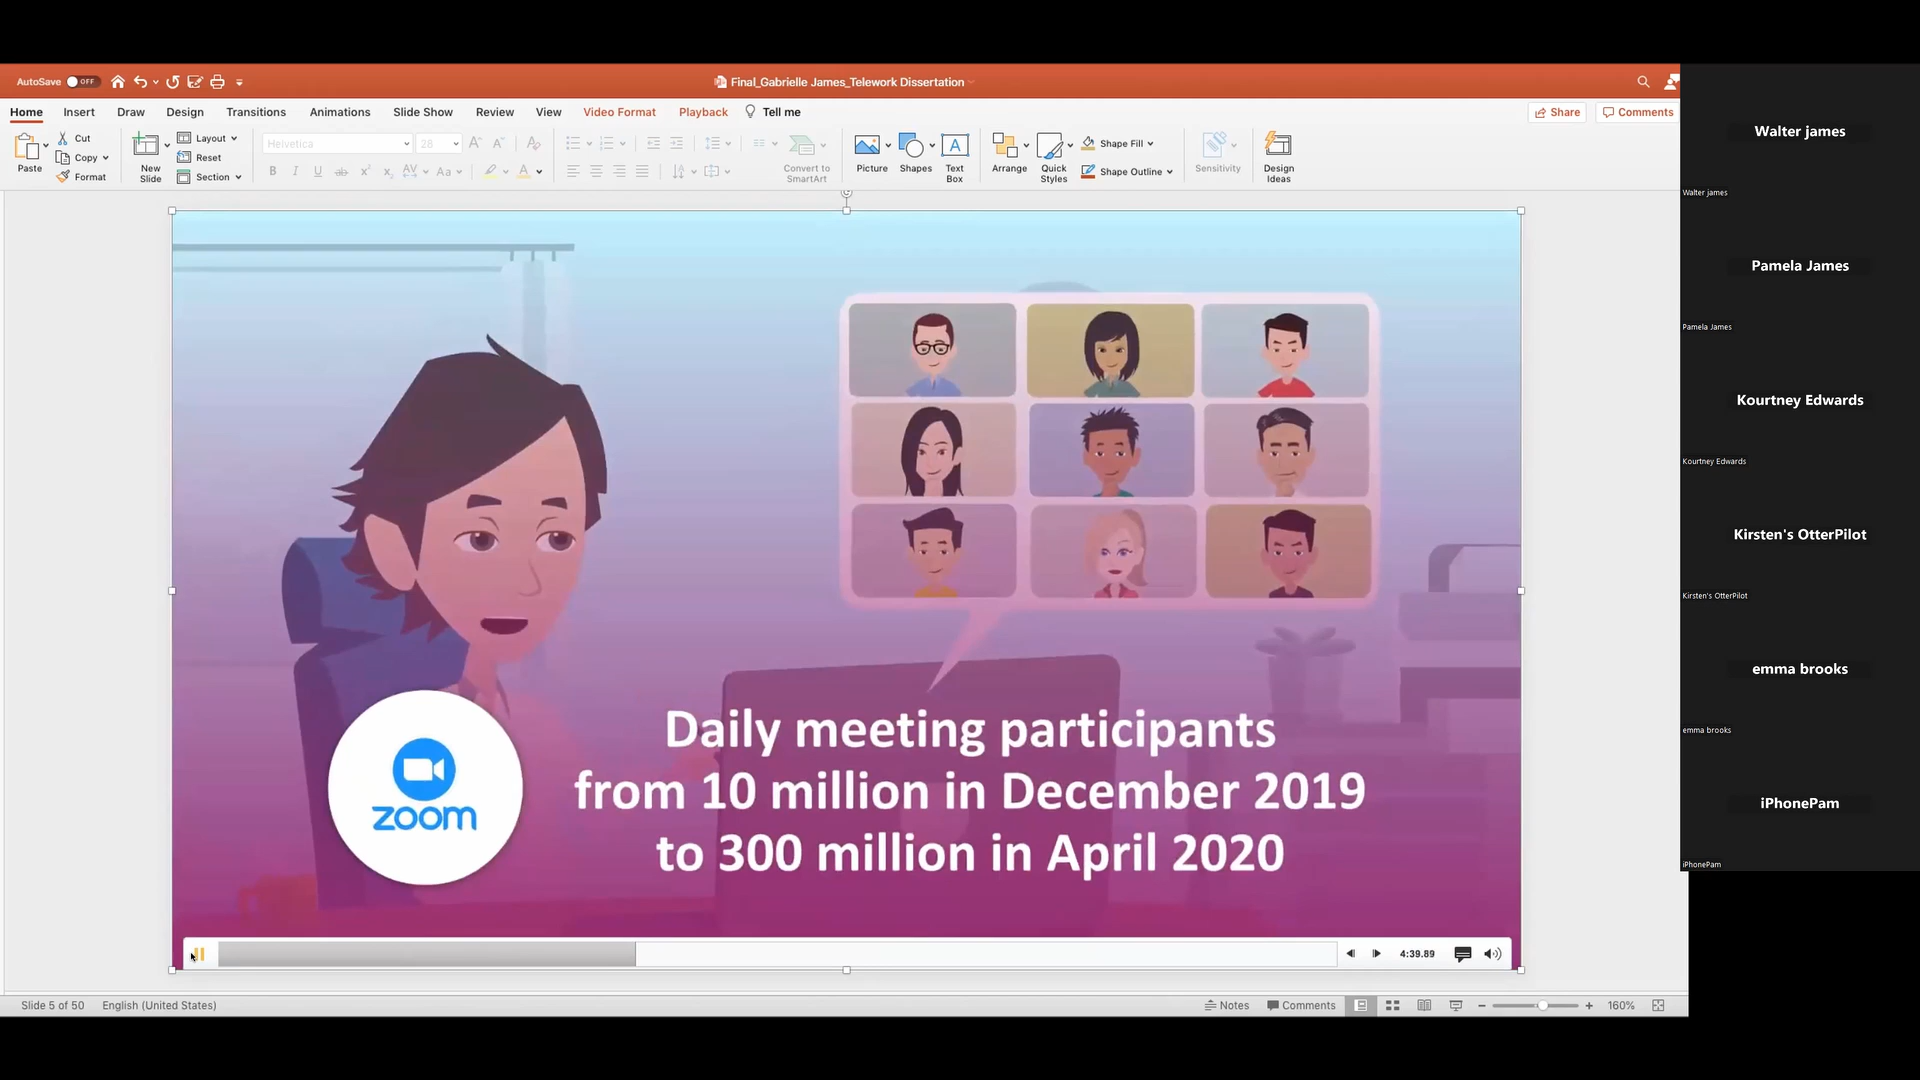 AutoSave OFF
Final_Gabrielle James_Telework Dissertation
Home Insert Draw Design Transitions Animations Slide Show Review View Video Format Playback Tell me
Share Comments
Paste
Cut
Copy
Format
New Slide
Layout
Reset
Section
Helvetica 28
Convert to SmartArt
Picture
Shapes
Text Box
Arrange
Quick Styles
Shape Fill
Shape Outline
Sensitivity
Design Ideas
Daily meeting participants
from 10 million in December 2019
to 300 million in April 2020
zoom
4:39.89
Slide 5 of 50 English (United States)
Notes Comments 160%
Walter james
Walter james
Pamela James
Pamela James
Kourtney Edwards
Kourtney Edwards
Kirsten's OtterPilot
Kirsten's OtterPilot
emma brooks
emma brooks
iPhonePam
iPhonePam